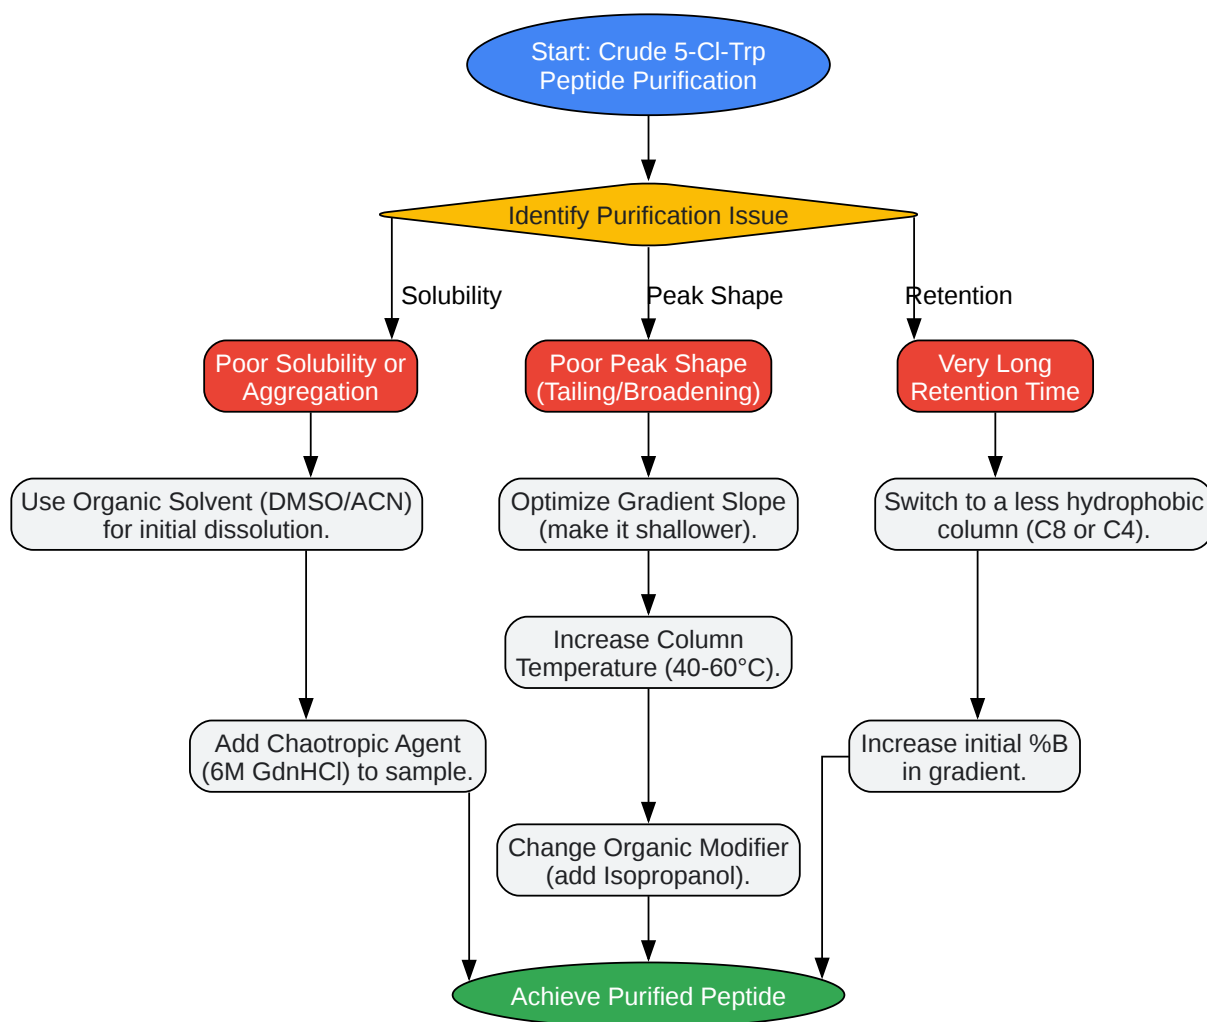 Start: Crude 5-Cl-Trp
Peptide Purification
Identify Purification Issue
Solubility
Peak Shape
Retention
Poor Solubility or
Aggregation
Poor Peak Shape
(Tailing/Broadening)
Very Long
Retention Time
Use Organic Solvent (DMSO/ACN)
for initial dissolution.
Optimize Gradient Slope
(make it shallower).
Switch to a less hydrophobic
column (C8 or C4).
Increase Column
Temperature (40-60°C).
Add Chaotropic Agent
(6M GdnHCl) to sample.
Increase initial %B
in gradient.
Change Organic Modifier
(add Isopropanol).
Achieve Purified Peptide